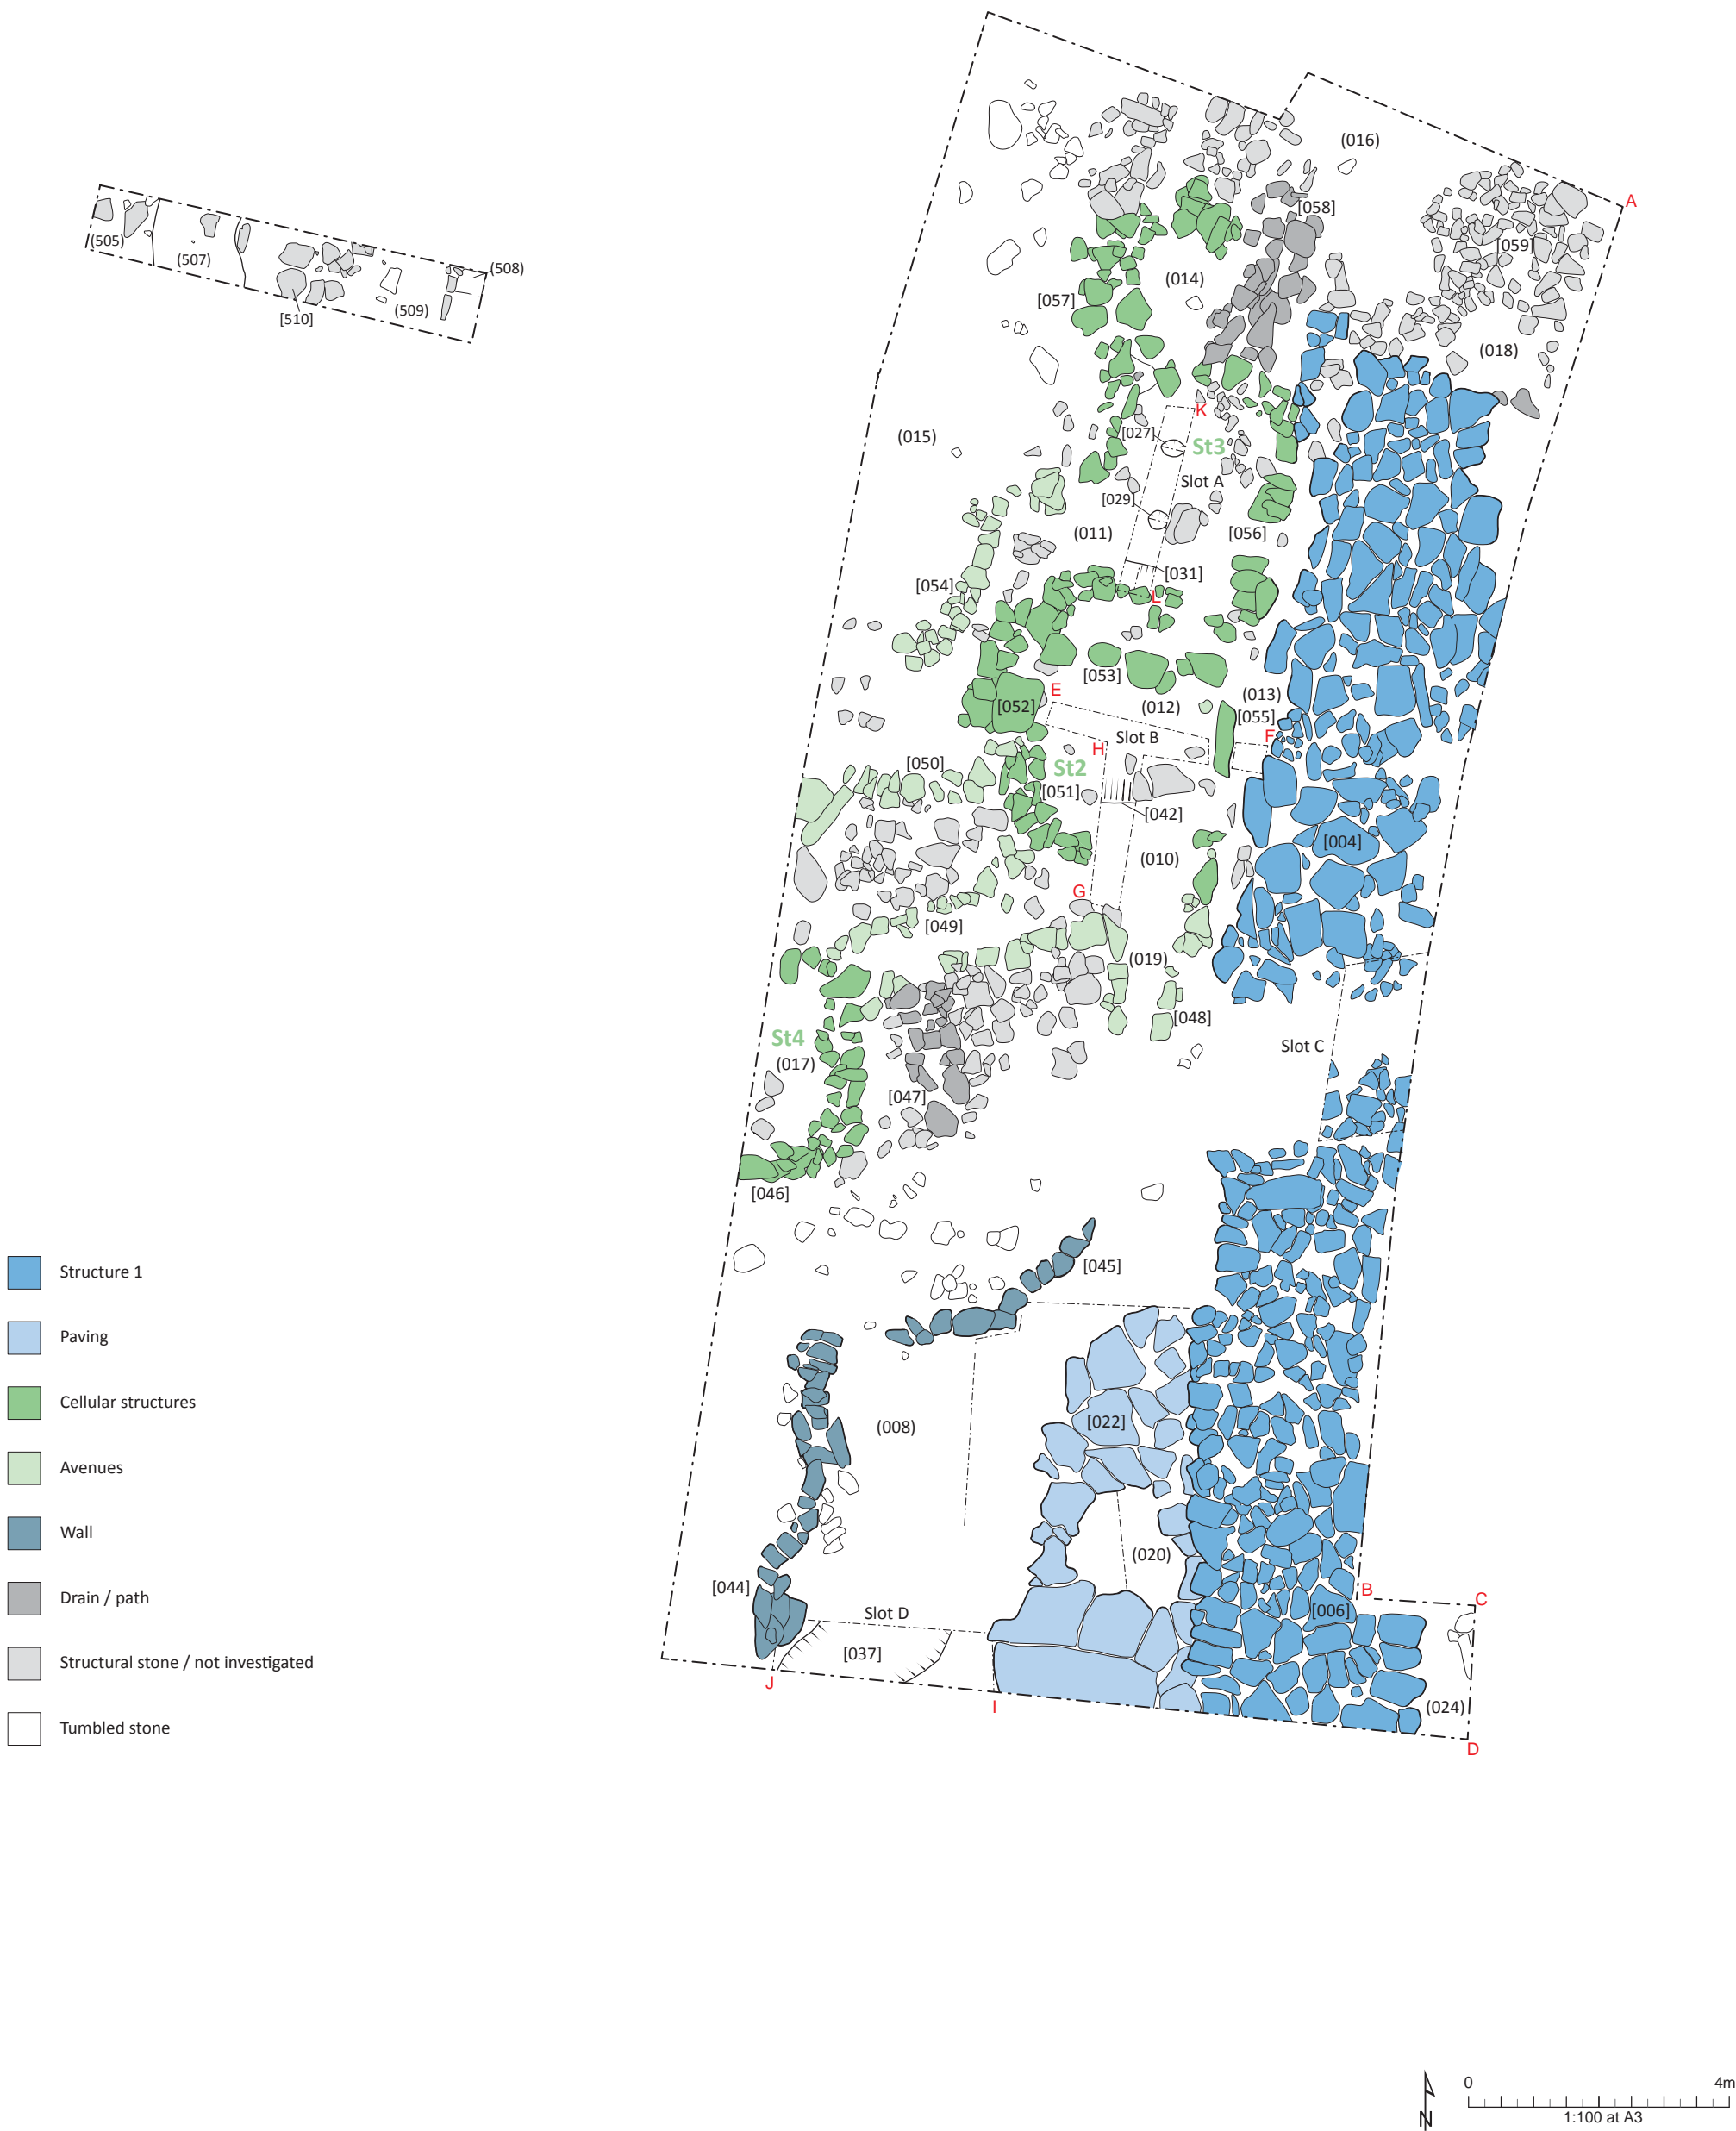 A
(016)
[058]
[059]
(505)
(507)
(508)
(509)
[510]
(014)
[057]
(018)
K
(015)
[027]
St3
Slot A
[029]
(011)
[056]
[031]
[054]
L
[053]
E
(013)
[052]
(012)
[055]
F
Slot B
H
[050]
St2
[051]
[042]
[004]
(010)
G
[049]
(019)
[048]
St4
Slot C
(017)
[047]
[046]
[045]
Structure 1
Paving
Cellular structures
Avenues
Wall
Drain / path
Structural stone / not investigated
Tumbled stone
[022]
(008)
(020)
[044]
B
C
Slot D
[006]
[037]
J
I
(024)
D
0
4m
1:100 at A3
N